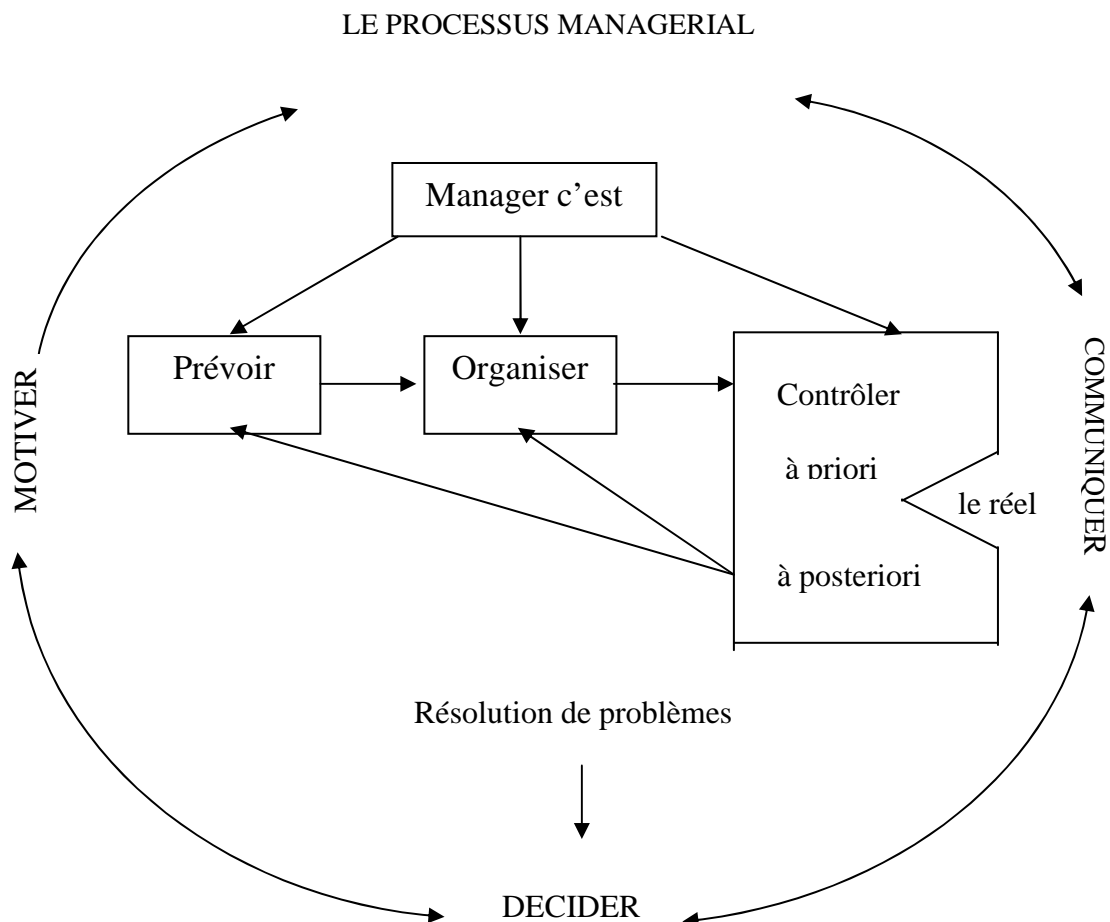 LE PROCESSUS MANAGERIAL
Manager c’est
Prévoir
Organiser
Contrôler
à priori
le réel
à posteriori
MOTIVER
COMMUNIQUER
Résolution de problèmes
DECIDER